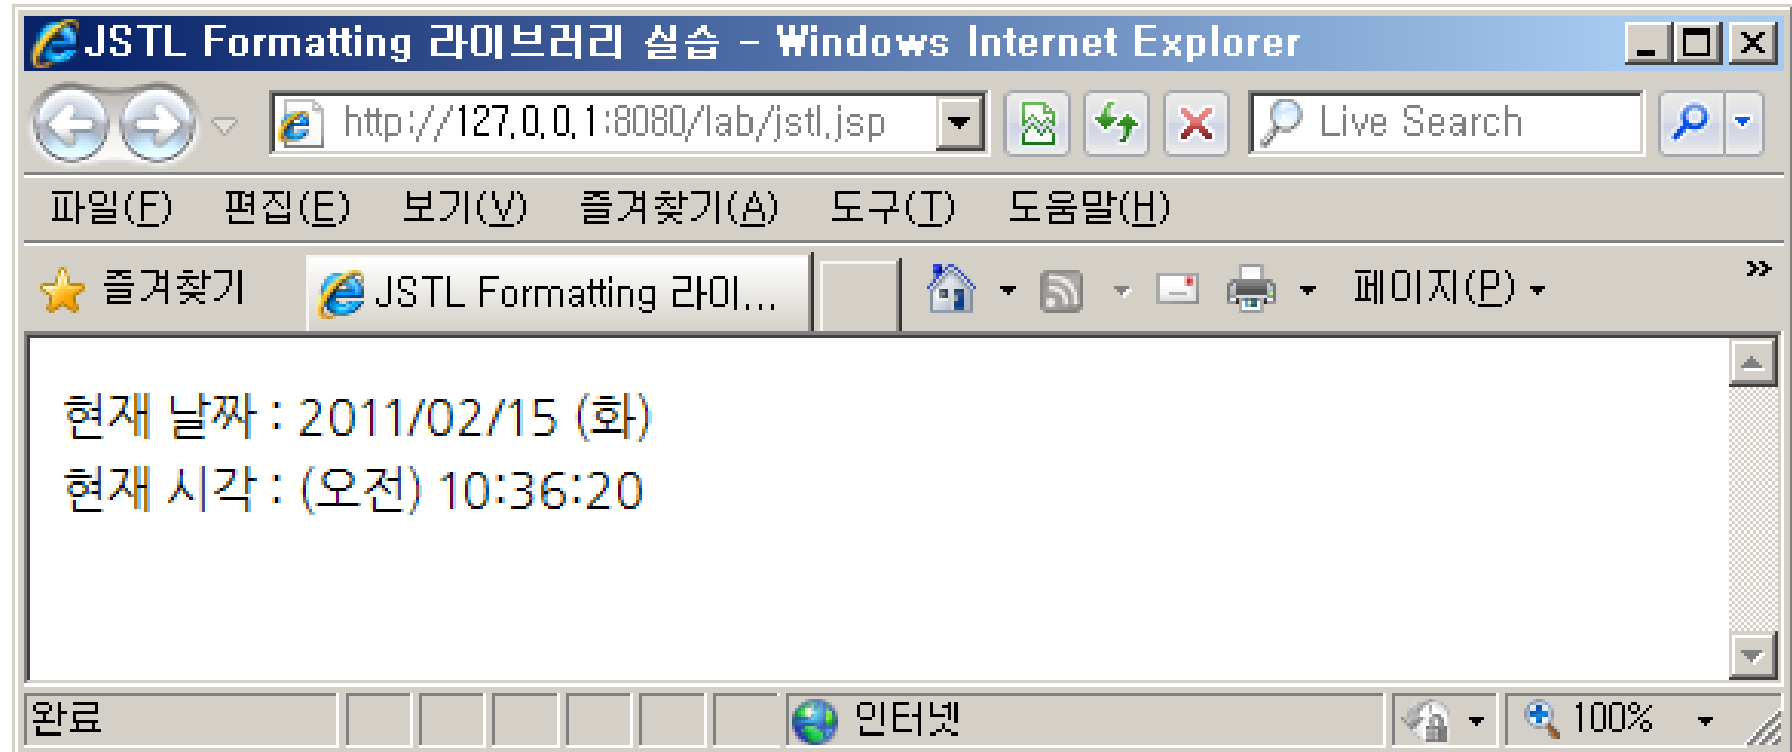 JSTL Formatting 라이브러리 실습 - Windows Internet Explorer
http://127.0.0.1:8080/lab/jstl.jsp
Live Search
파일(F) 편집(E) 보기(V) 즐겨찾기(A) 도구(T) 도움말(H)
즐겨찾기
JSTL Formatting 라이...
페이지(P)
현재 날짜 : 2011/02/15 (화)
현재 시각 : (오전) 10:36:20
완료
인터넷
100%